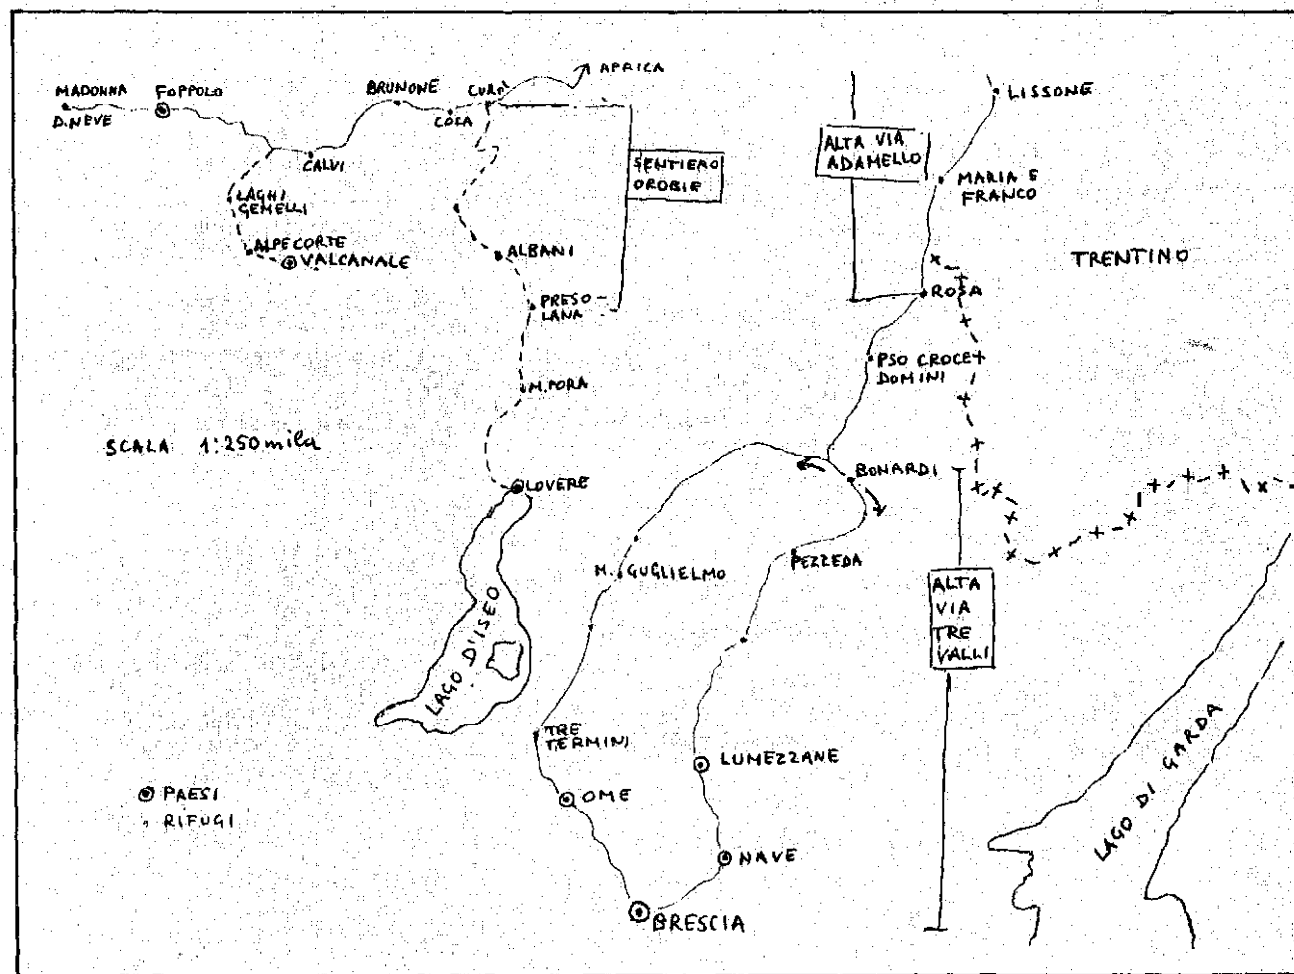 MADONNA
D.NEVE
FOPPOLO
BRUNONE
COCA
CURÒ
APRICA
CALVI
LAGHI
GEMELLI
ALPE CORTE
VALCANALE
ALBANI
PRESO-
LANA
M.PORA
SENTIERO
OROBIE
ALTA VIA
ADAMELLO
LISSONE
MARIA E
FRANCO
TRENTINO
ROSA
PSO CROCE
DOMINI
SCALA 1:250 mila
LOVERE
BONARDI
M. GUGLIELMO
PEZZEDA
LAGO D'ISEO
ALTA
VIA
TRE
VALLI
TRE
TERMINI
LUMEZZANE
OME
NAVE
BRESCIA
LAGO DI GARDA
PAESI
RIFUGI